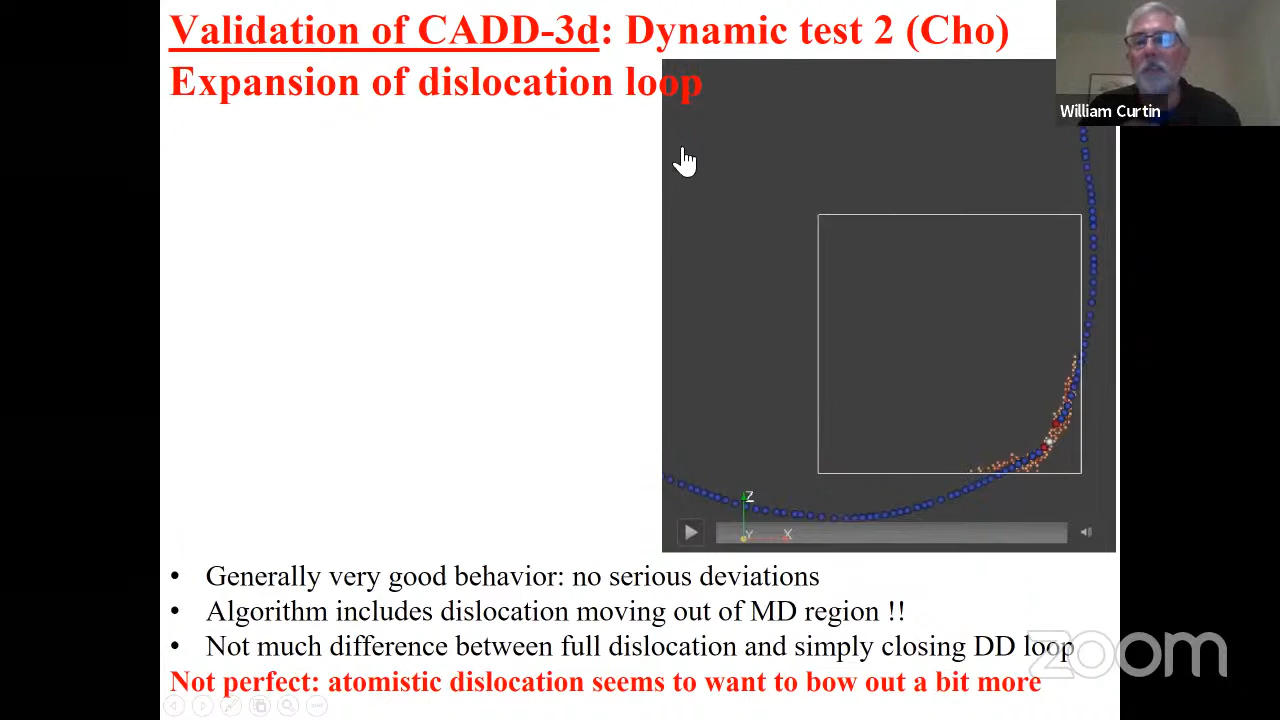 Validation of CADD-3d: Dynamic test 2 (Cho)
Expansion of dislocation loop
William Curtin
Z
Y X
• Generally very good behavior: no serious deviations
• Algorithm includes dislocation moving out of MD region !!
• Not much difference between full dislocation and simply closing DD loop
Not perfect: atomistic dislocation seems to want to bow out a bit more
zoom